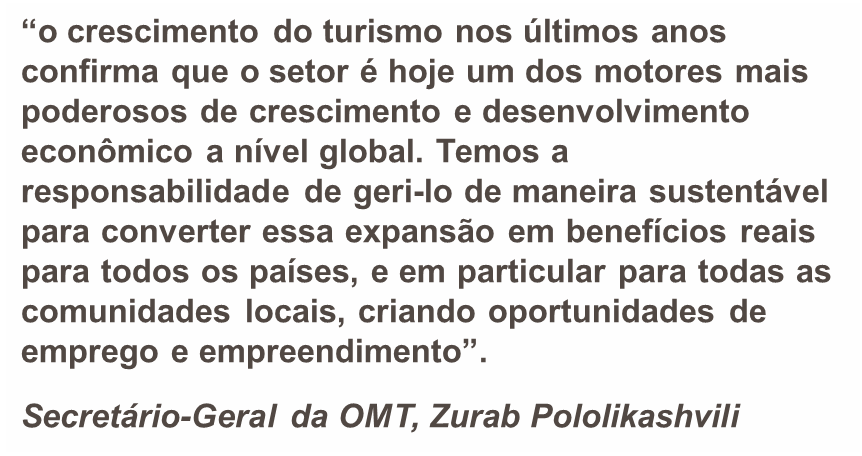 “o crescimento do turismo nos últimos anos
confirma que o setor é hoje um dos motores mais
poderosos de crescimento e desenvolvimento
econômico a nível global. Temos a
responsabilidade de geri-lo de maneira sustentável
para converter essa expansão em benefícios reais
para todos os países, e em particular para todas as
comunidades locais, criando oportunidades de
emprego e empreendimento”.
Secretário-Geral da OMT, Zurab Pololikashvili